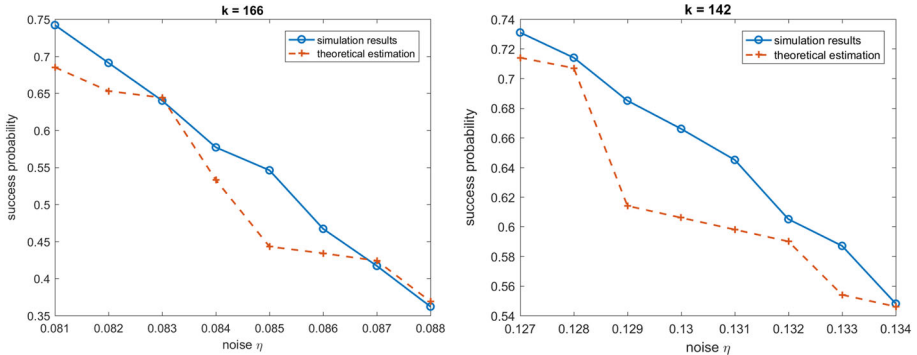 k = 166
simulation results
theoretical estimation
success probability
0.75
0.7
0.65
0.6
0.55
0.5
0.45
0.4
0.35
0.081 0.082 0.083 0.084 0.085 0.086 0.087 0.088
noise η
k = 142
simulation results
theoretical estimation
success probability
0.74
0.72
0.7
0.68
0.66
0.64
0.62
0.6
0.58
0.56
0.54
0.127 0.128 0.129 0.13 0.131 0.132 0.133 0.134
noise η